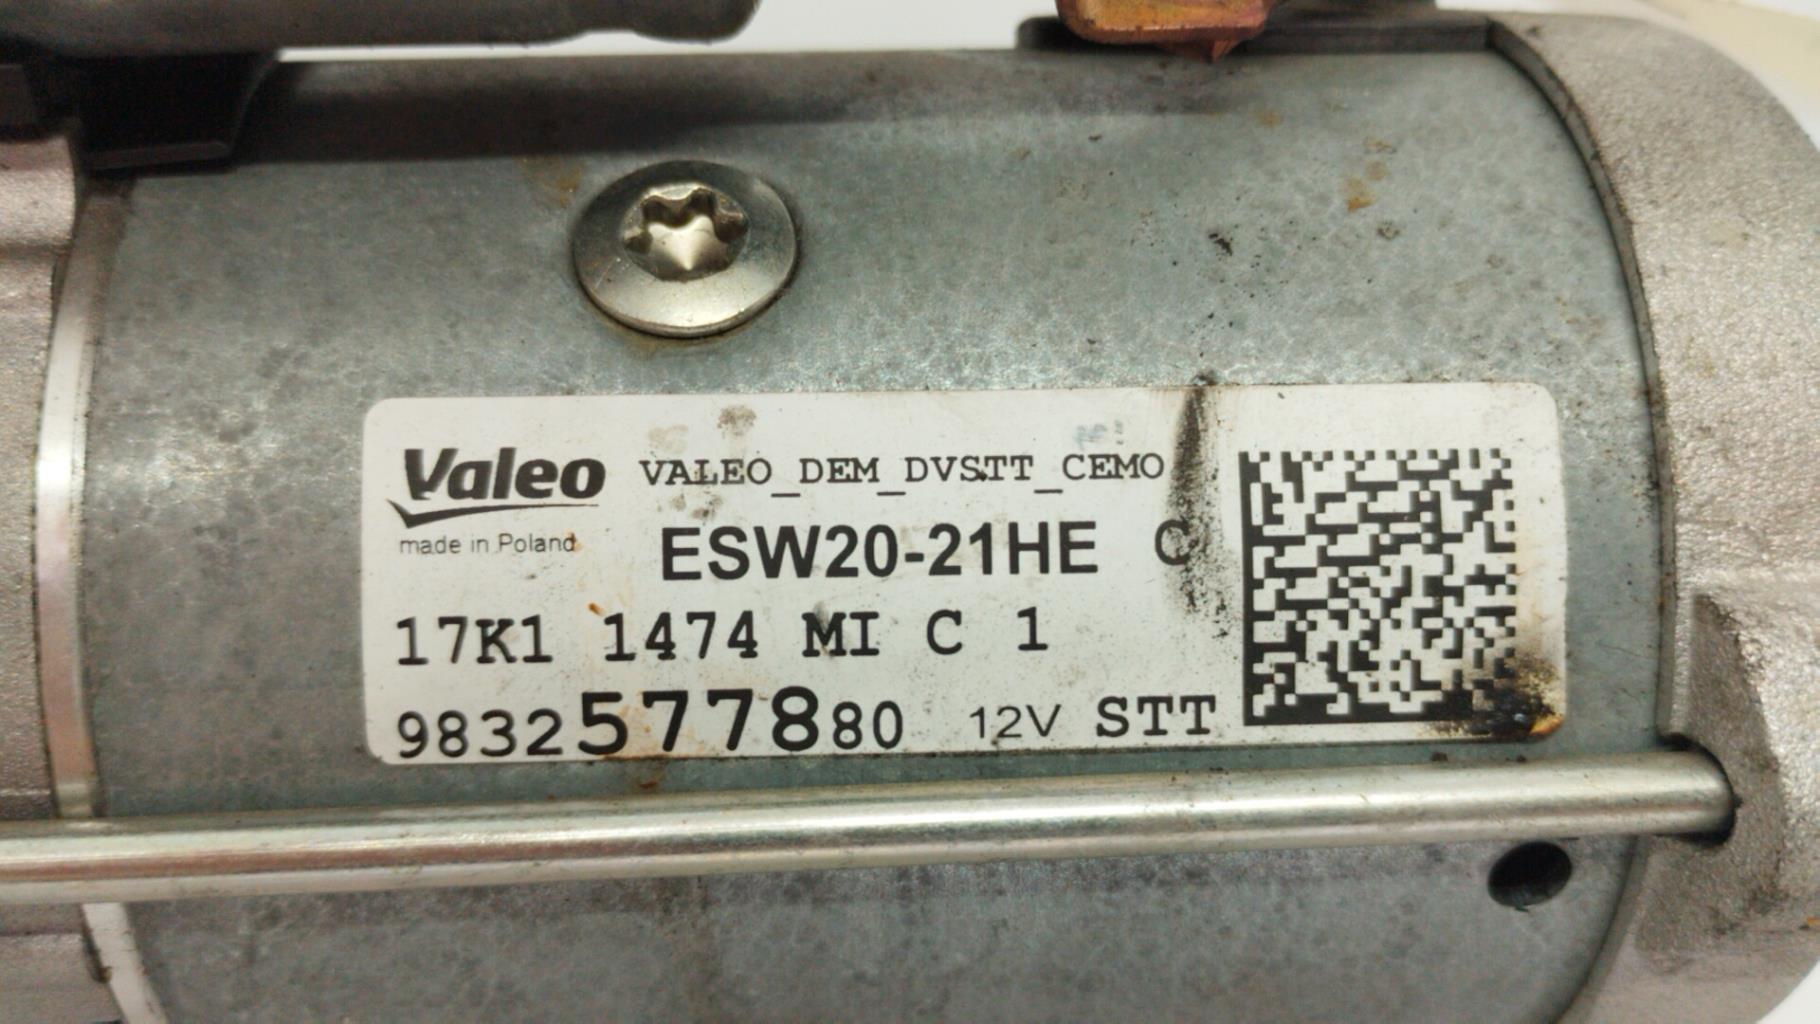 Valeo VALEO_DEM_DVSTT_CEMO
made in Poland ESW20-21HE C
17K1 1474 MI C 1
9832577880 12V STT